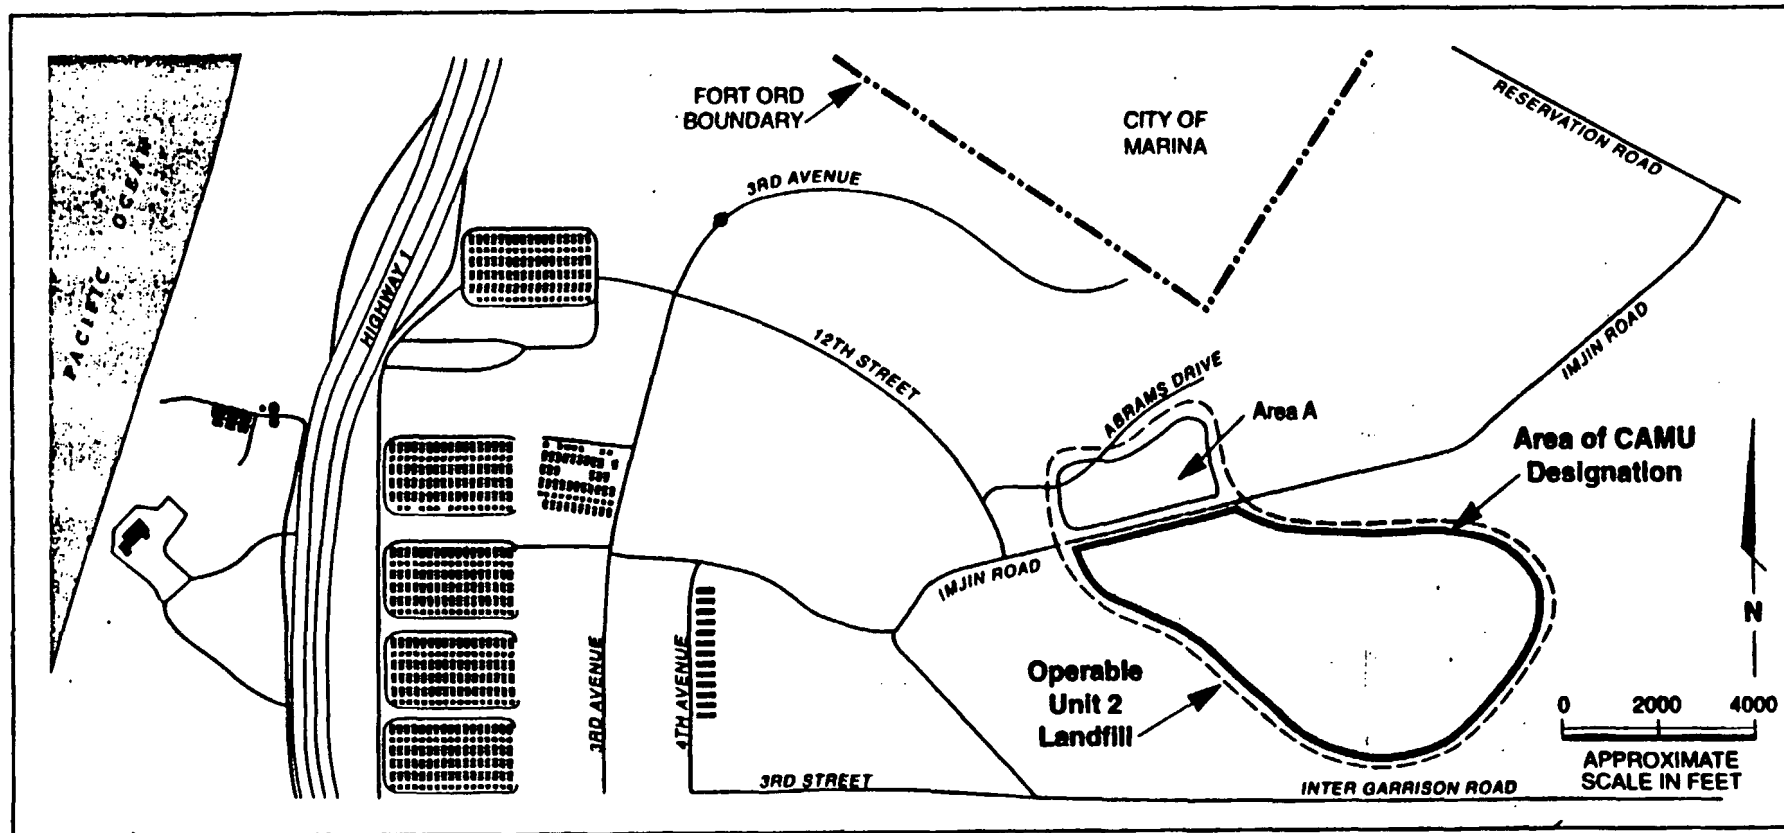 FORT ORD
BOUNDARY
CITY OF
MARINA
RESERVATION ROAD
PACIFIC OCEAN
3RD AVENUE
HIGHWAY 1
12TH STREET
IMJIN ROAD
ABRAMS DRIVE
Area A
Area of CAMU
Designation
IMJIN ROAD
N
3RD AVENUE
4TH AVENUE
Operable
Unit 2
Landfill
0 2000 4000
APPROXIMATE
SCALE IN FEET
3RD STREET
INTER GARRISON ROAD